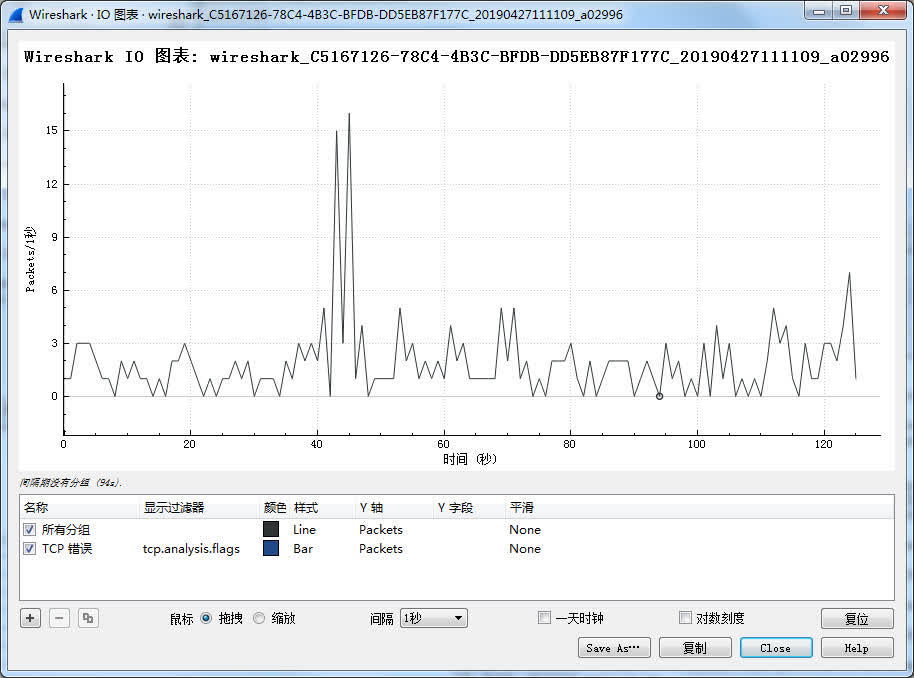 Wireshark · IO 图表 · wireshark_C5167126-78C4-4B3C-BFDB-DD5EB87F177C_20190427111109_a02996
Wireshark IO 图表: wireshark_C5167126-78C4-4B3C-BFDB-DD5EB87F177C_20190427111109_a02996
15
12
9
6
3
0
Packets/1秒
0 20 40 60 80 100 120
时间 (秒)
间隔期没有分组 (94s).
名称 显示过滤器 颜色 样式 Y 轴 Y 字段 平滑
所有分组 Line Packets None
TCP 错误 tcp.analysis.flags Bar Packets None
鼠标 拖拽 缩放 间隔 1秒 一天时钟 对数刻度 复位
Save As… 复制 Close Help